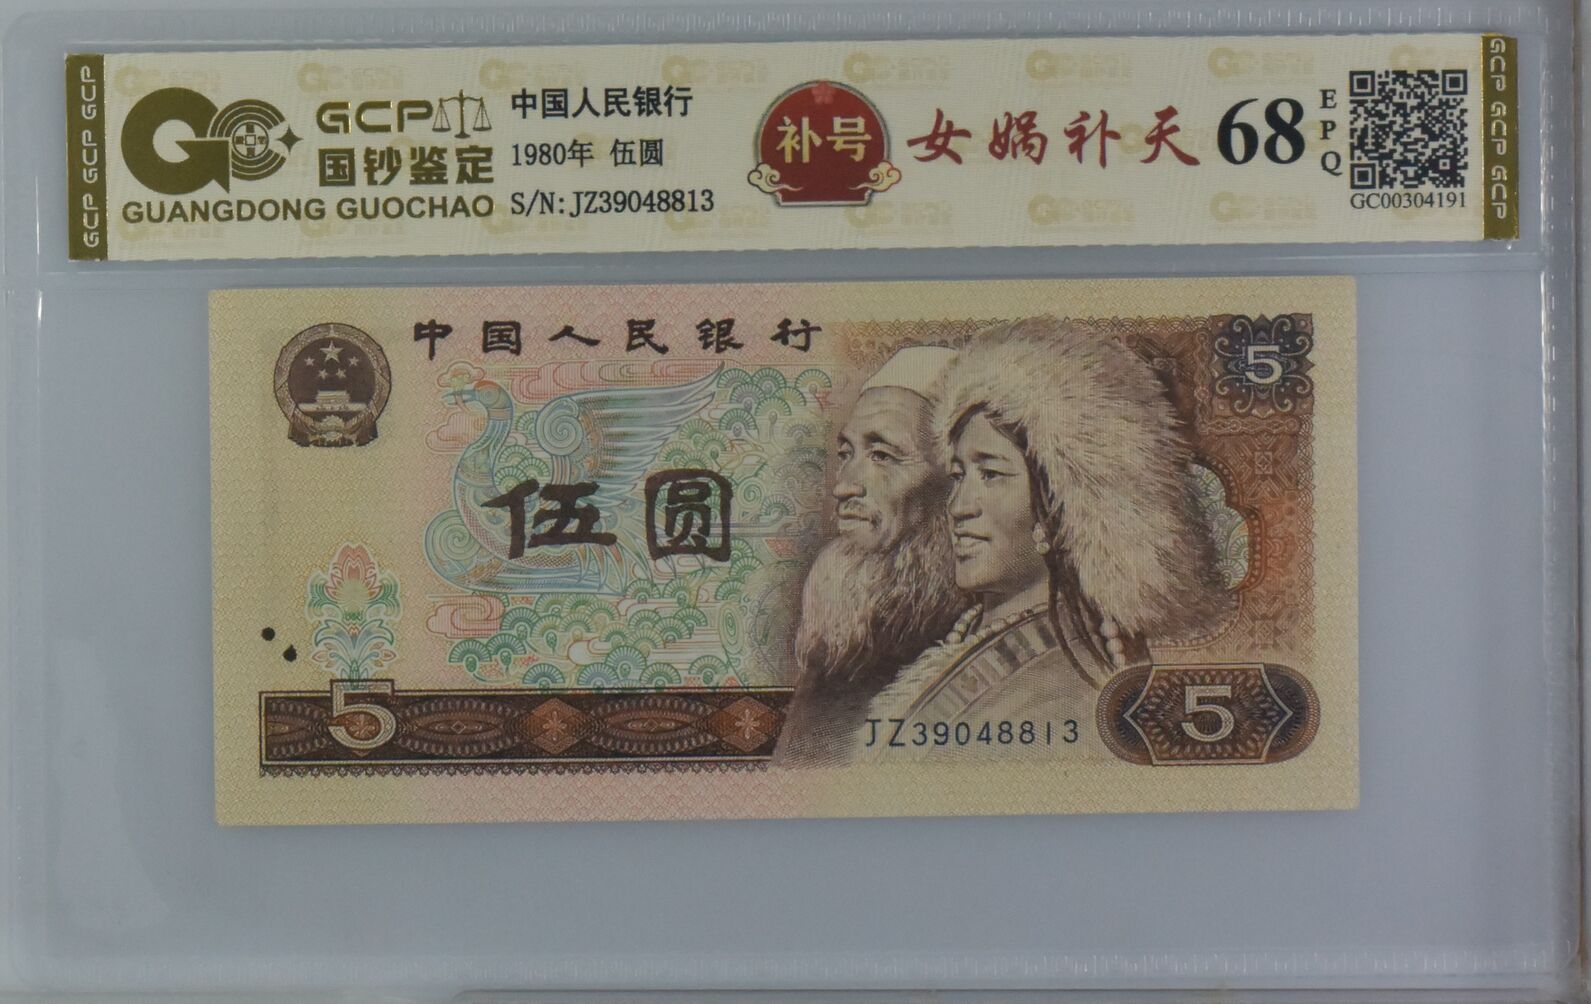 GCP GCP GCP
GCP
国钞鉴定
GUANGDONG GUOCHAO
中国人民银行
1980年 伍圆
S/N:JZ39048813
补号
女娲补天
68
EPQ
GC00304191
GCP GCP GCP
中国人民银行
5
伍圆
5
JZ39048813
5